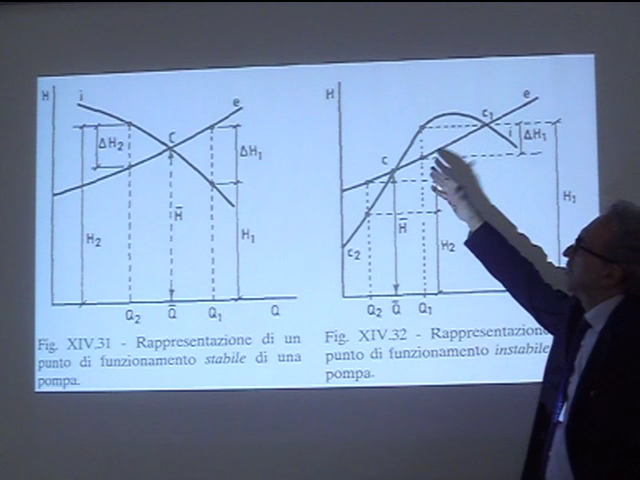 H
i
e
C
ΔH₂
ΔH₁
H̄
H₂
H₁
Q₂
Q̄
Q₁
Q
Fig. XIV.31 - Rappresentazione di un
punto di funzionamento stabile di una
pompa.
H
e
c₁
i
ΔH₁
c
H₁
H̄
H₂
c₂
Q₂
Q̄
Q₁
Fig. XIV.32 - Rappresentazione
punto di funzionamento instabile
pompa.